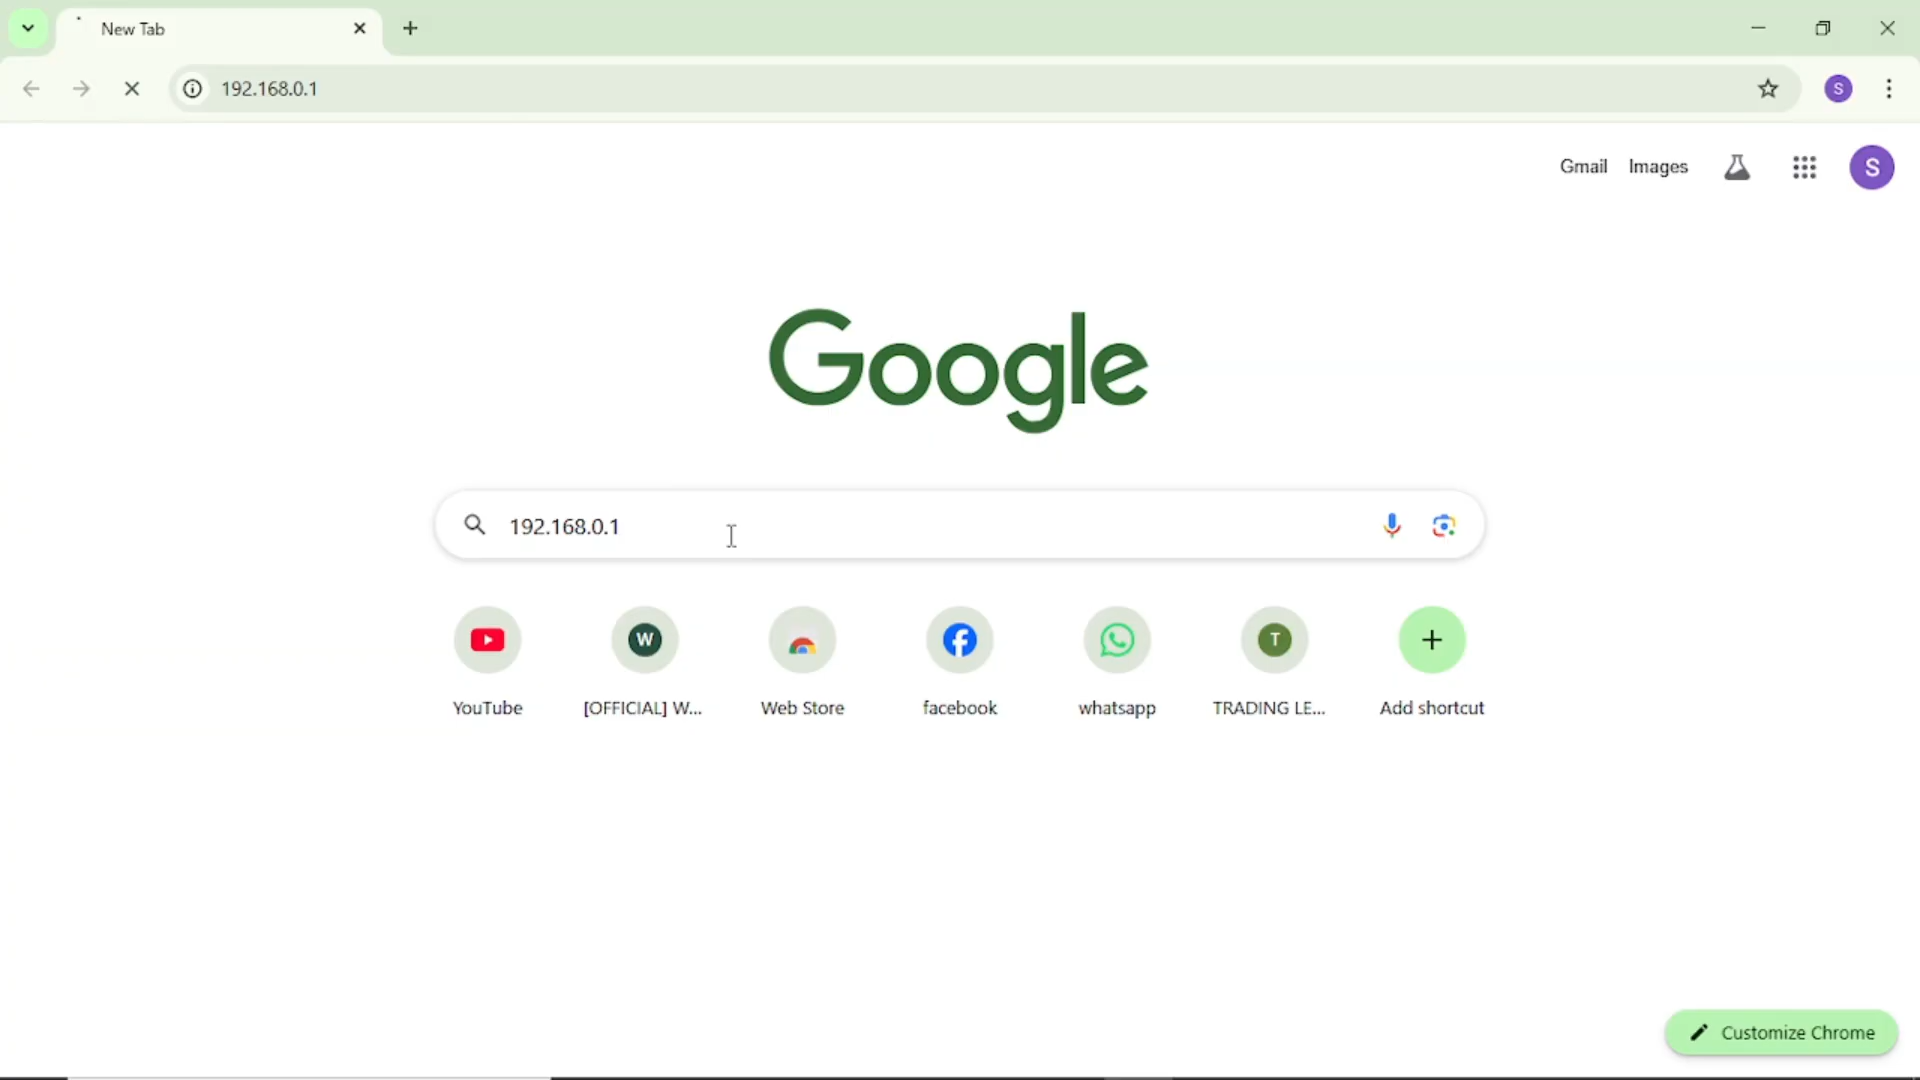 New Tab
192.168.0.1
Gmail Images S
S
Google
192.168.0.1
W T
YouTube [OFFICIAL] W... Web Store facebook whatsapp TRADING LE... Add shortcut
Customize Chrome